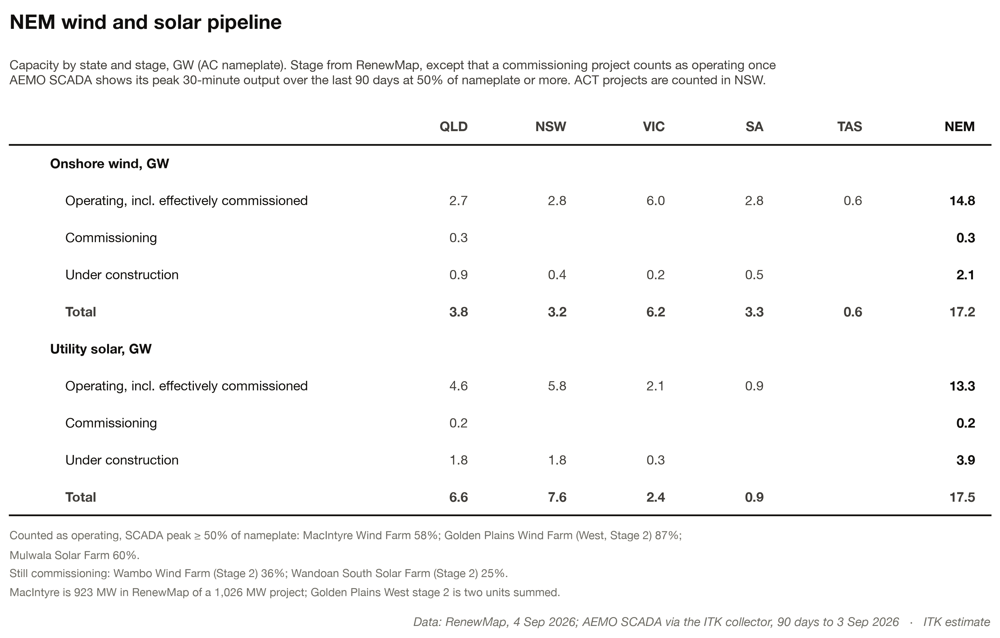 NEM wind and solar pipeline
Capacity by state and stage, GW (AC nameplate). Stage from RenewMap, except that a commissioning project counts as operating once
AEMO SCADA shows its peak 30-minute output over the last 90 days at 50% of nameplate or more. ACT projects are counted in NSW.
QLD NSW VIC SA TAS NEM
Onshore wind, GW
Operating, incl. effectively commissioned 2.7 2.8 6.0 2.8 0.6 14.8
Commissioning 0.3 0.3
Under construction 0.9 0.4 0.2 0.5 2.1
Total 3.8 3.2 6.2 3.3 0.6 17.2
Utility solar, GW
Operating, incl. effectively commissioned 4.6 5.8 2.1 0.9 13.3
Commissioning 0.2 0.2
Under construction 1.8 1.8 0.3 3.9
Total 6.6 7.6 2.4 0.9 17.5
Counted as operating, SCADA peak ≥ 50% of nameplate: MacIntyre Wind Farm 58%; Golden Plains Wind Farm (West, Stage 2) 87%;
Mulwala Solar Farm 60%.
Still commissioning: Wambo Wind Farm (Stage 2) 36%; Wandoan South Solar Farm (Stage 2) 25%.
MacIntyre is 923 MW in RenewMap of a 1,026 MW project; Golden Plains West stage 2 is two units summed.
Data: RenewMap, 4 Sep 2026; AEMO SCADA via the ITK collector, 90 days to 3 Sep 2026 · ITK estimate